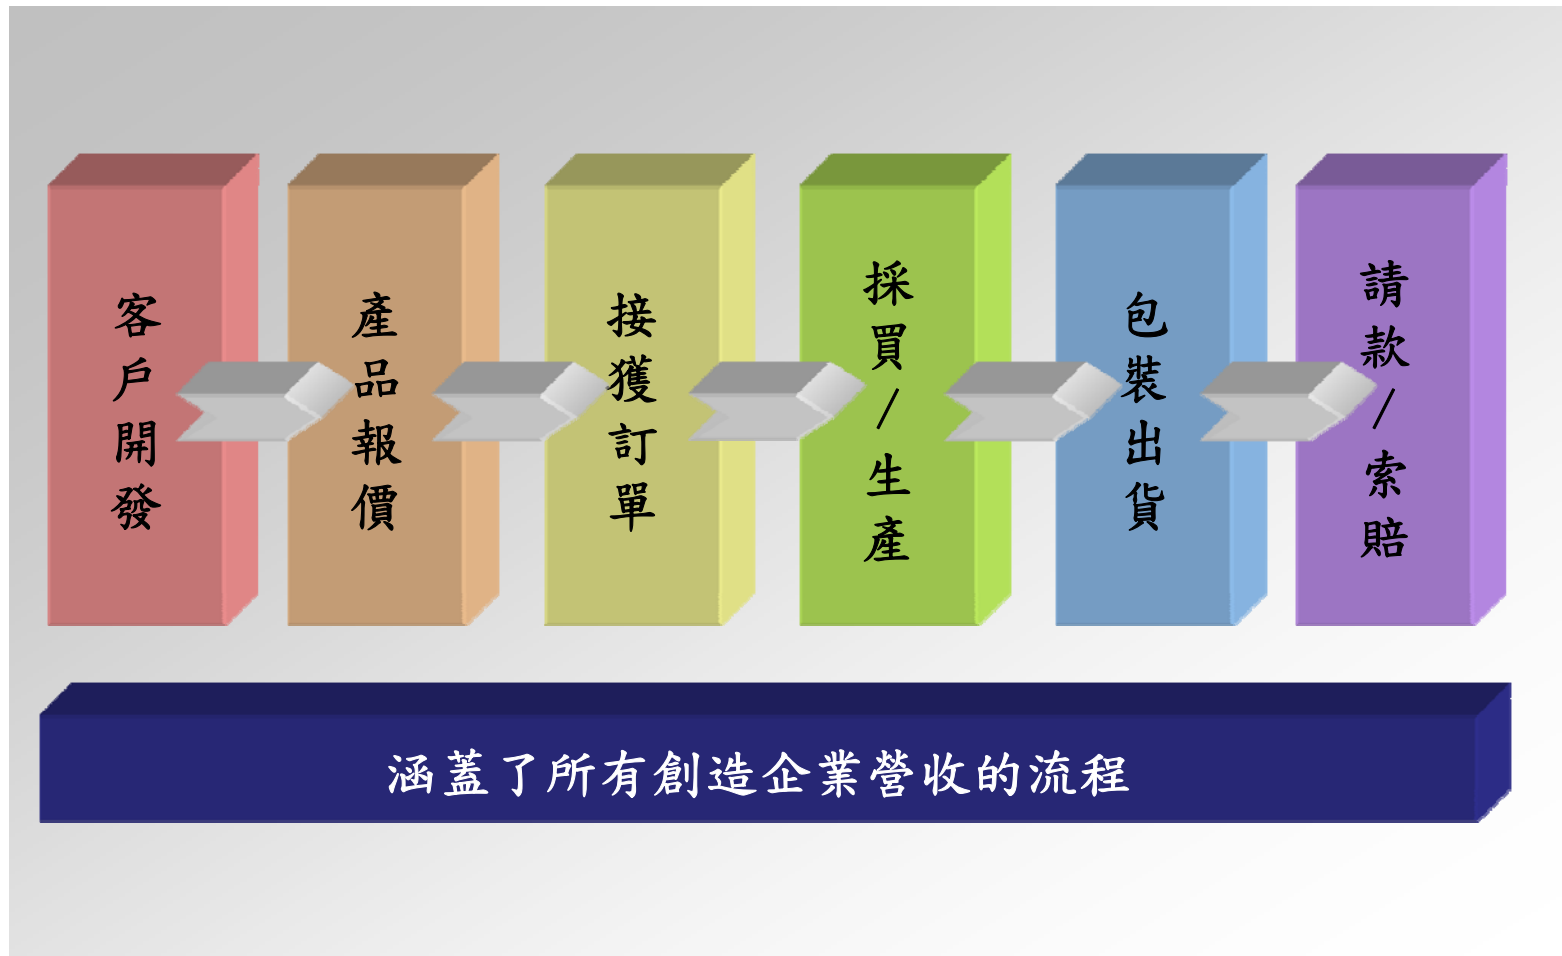 客戶開發
產品報價
接獲訂單
採買/生產
包裝出貨
請款/索賠
涵蓋了所有創造企業營收的流程